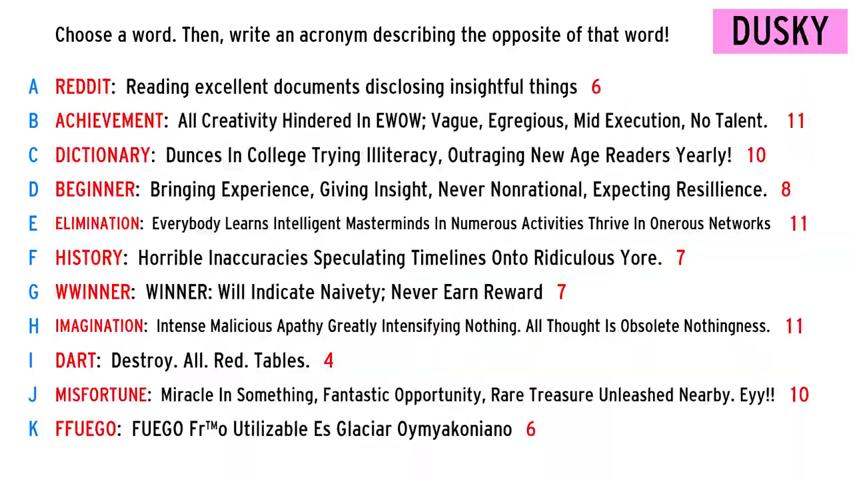 Choose a word. Then, write an acronym describing the opposite of that word!
DUSKY
A REDDIT: Reading excellent documents disclosing insightful things 6
B ACHIEVEMENT: All Creativity Hindered In EWOW; Vague, Egregious, Mid Execution, No Talent. 11
C DICTIONARY: Dunces In College Trying Illiteracy, Outraging New Age Readers Yearly! 10
D BEGINNER: Bringing Experience, Giving Insight, Never Nonrational, Expecting Resillience. 8
E ELIMINATION: Everybody Learns Intelligent Masterminds In Numerous Activities Thrive In Onerous Networks 11
F HISTORY: Horrible Inaccuracies Speculating Timelines Onto Ridiculous Yore. 7
G WWINNER: WINNER: Will Indicate Naivety; Never Earn Reward 7
H IMAGINATION: Intense Malicious Apathy Greatly Intensifying Nothing. All Thought Is Obsolete Nothingness. 11
I DART: Destroy. All. Red. Tables. 4
J MISFORTUNE: Miracle In Something, Fantastic Opportunity, Rare Treasure Unleashed Nearby. Eyy!! 10
K FFUEGO: FUEGO Fr™o Utilizable Es Glaciar Oymyakoniano 6